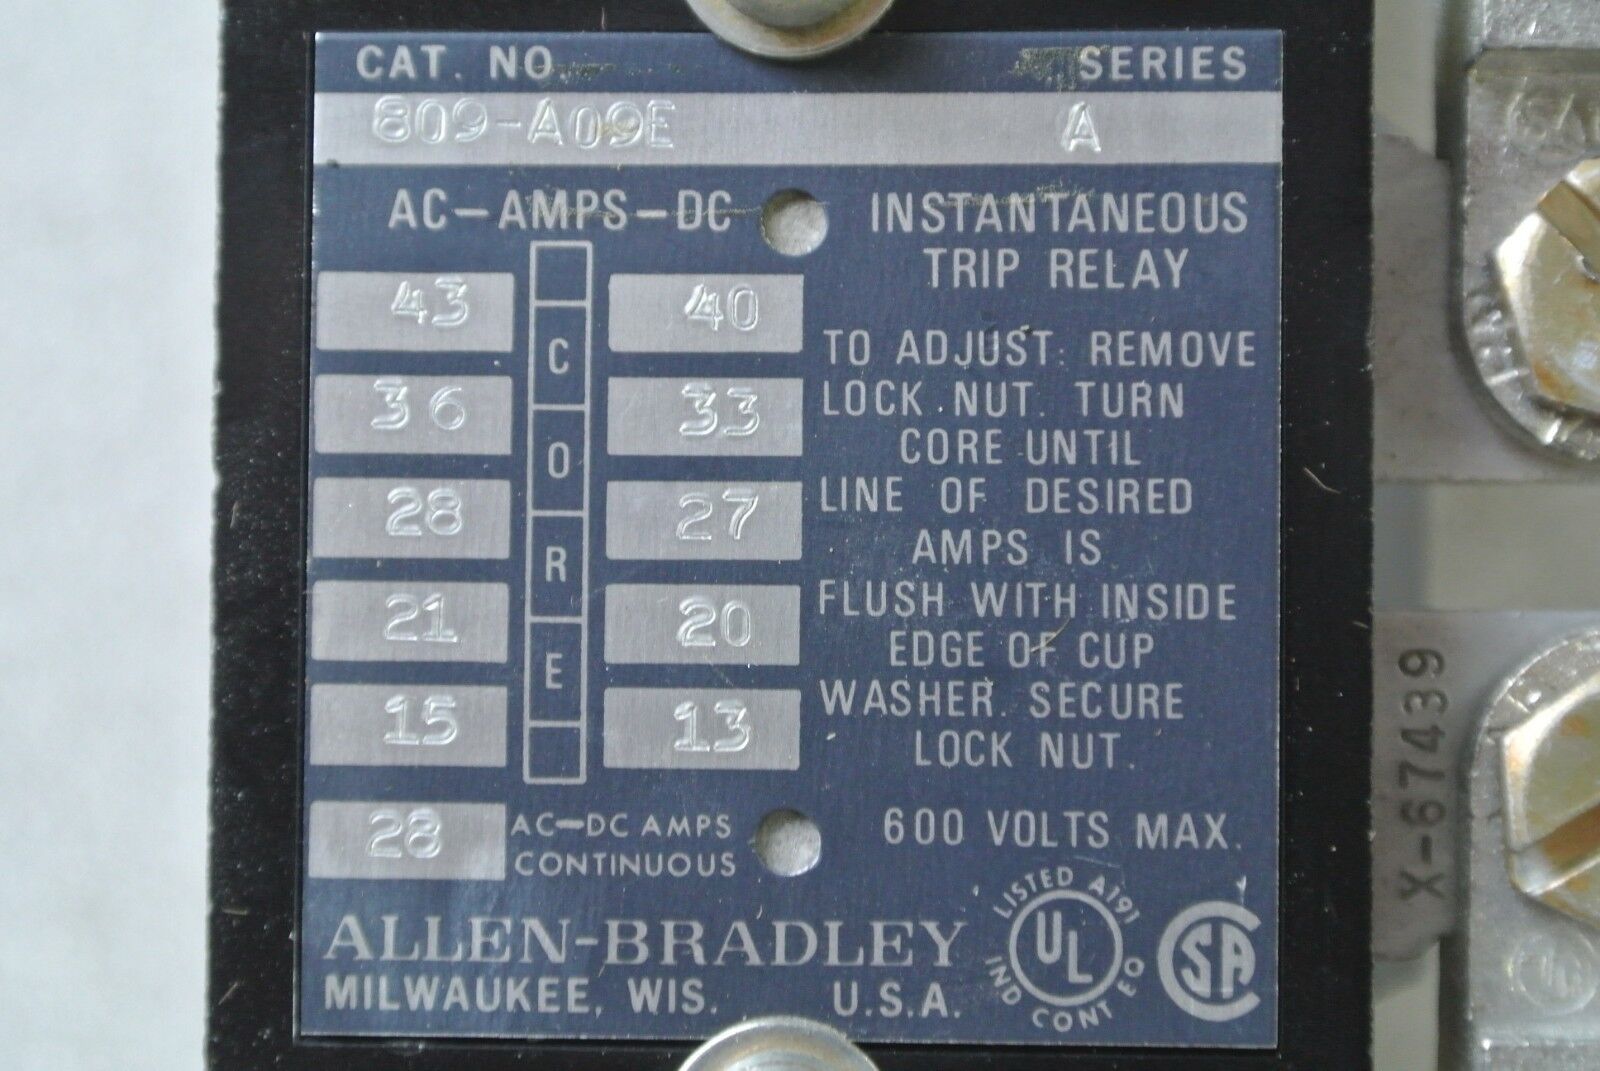 CAT. NO SERIES
809-A09E A
AC-AMPS-DC
43 40
36 33
28 27
21 20
15 13
CORE
28 AC-DC AMPS
CONTINUOUS
INSTANTANEOUS
TRIP RELAY
TO ADJUST: REMOVE
LOCK NUT. TURN
CORE UNTIL
LINE OF DESIRED
AMPS IS
FLUSH WITH INSIDE
EDGE OF CUP
WASHER. SECURE
LOCK NUT.
600 VOLTS MAX.
ALLEN-BRADLEY
MILWAUKEE, WIS. U.S.A.
LISTED A191
UL
IND CONT EQ
CSA
X-67439